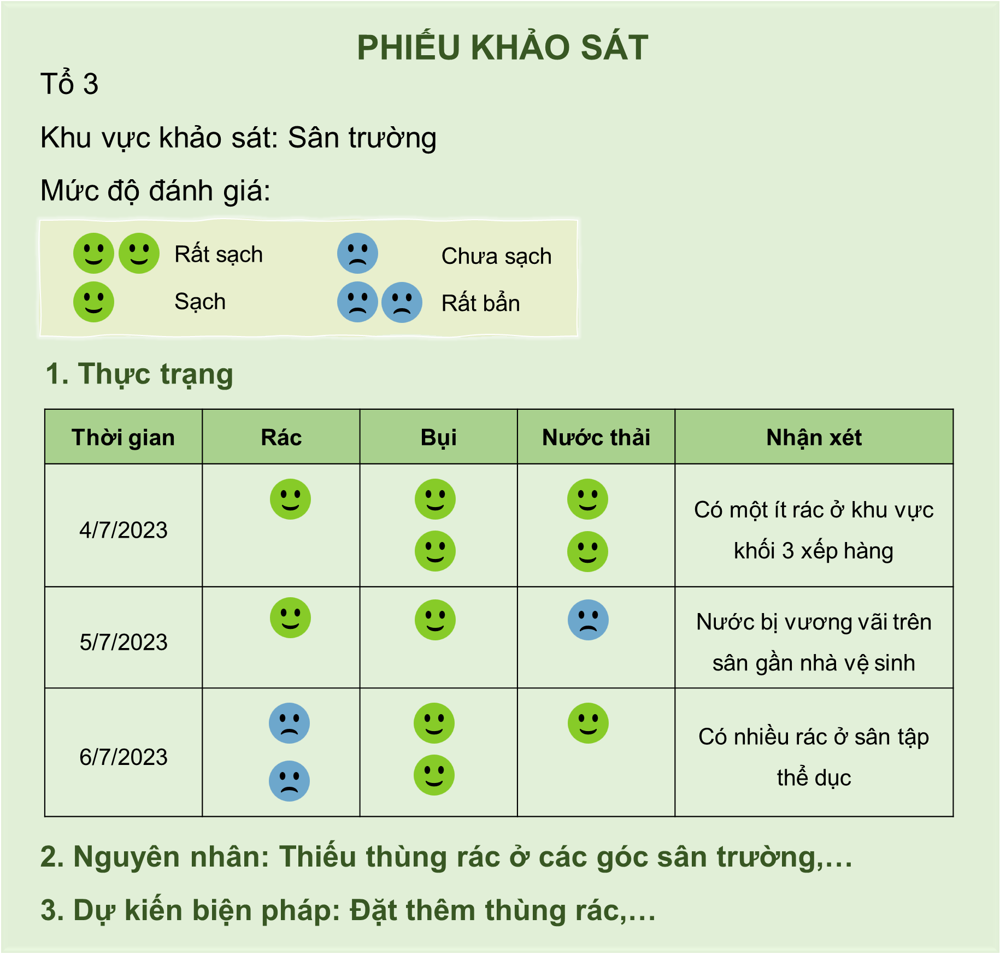 PHIẾU KHẢO SÁT
Tổ 3
Khu vực khảo sát: Sân trường
Mức độ đánh giá:
Rất sạch
Chưa sạch
Sạch
Rất bẩn
1. Thực trạng
Thời gian
Rác
Bụi
Nước thải
Nhận xét
4/7/2023
Có một ít rác ở khu vực
khối 3 xếp hàng
5/7/2023
Nước bị vương vãi trên
sân gần nhà vệ sinh
6/7/2023
Có nhiều rác ở sân tập
thể dục
2. Nguyên nhân: Thiếu thùng rác ở các góc sân trường,…
3. Dự kiến biện pháp: Đặt thêm thùng rác,…